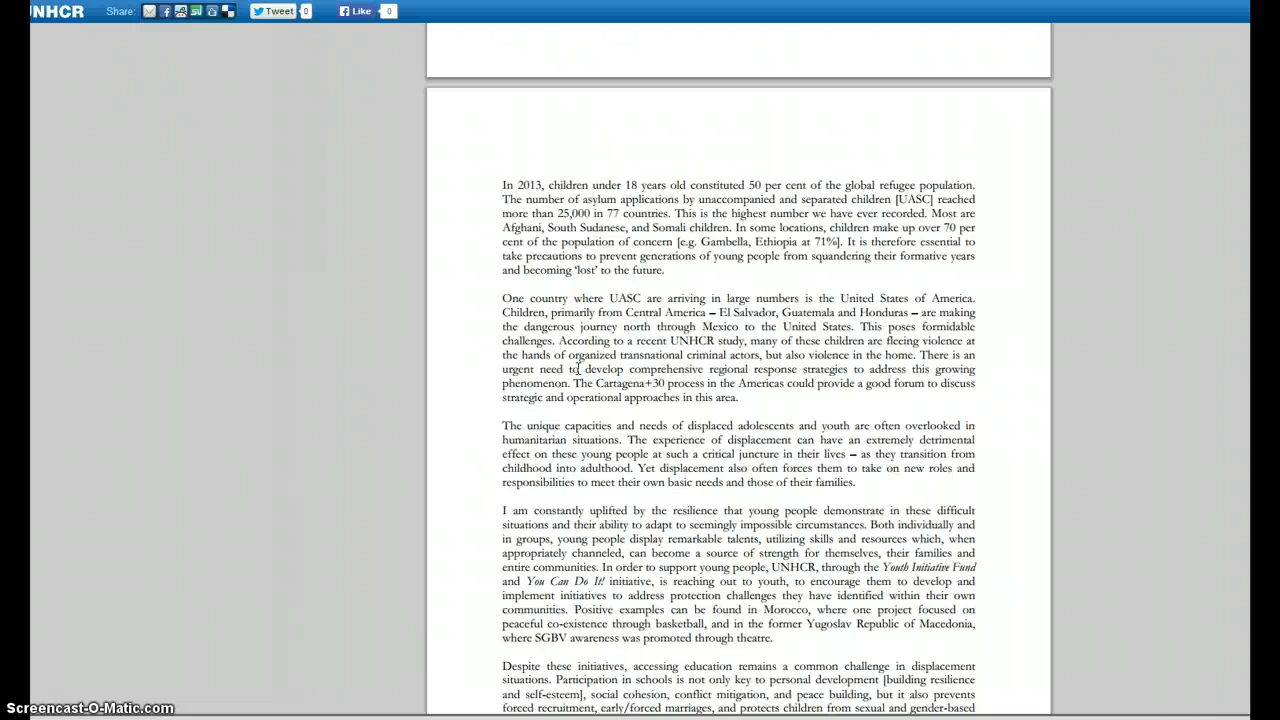 UNHCR Share: Tweet 0 Like 0
In 2013, children under 18 years old constituted 50 per cent of the global refugee population.
The number of asylum applications by unaccompanied and separated children [UASC] reached
more than 25,000 in 77 countries. This is the highest number we have ever recorded. Most are
Afghani, South Sudanese, and Somali children. In some locations, children make up over 70 per
cent of the population of concern [e.g. Gambella, Ethiopia at 71%]. It is therefore essential to
take precautions to prevent generations of young people from squandering their formative years
and becoming 'lost' to the future.
One country where UASC are arriving in large numbers is the United States of America.
Children, primarily from Central America – El Salvador, Guatemala and Honduras – are making
the dangerous journey north through Mexico to the United States. This poses formidable
challenges. According to a recent UNHCR study, many of these children are fleeing violence at
the hands of organized transnational criminal actors, but also violence in the home. There is an
urgent need to develop comprehensive regional response strategies to address this growing
phenomenon. The Cartagena+30 process in the Americas could provide a good forum to discuss
strategic and operational approaches in this area.
The unique capacities and needs of displaced adolescents and youth are often overlooked in
humanitarian situations. The experience of displacement can have an extremely detrimental
effect on these young people at such a critical juncture in their lives – as they transition from
childhood into adulthood. Yet displacement also often forces them to take on new roles and
responsibilities to meet their own basic needs and those of their families.
I am constantly uplifted by the resilience that young people demonstrate in these difficult
situations and their ability to adapt to seemingly impossible circumstances. Both individually and
in groups, young people display remarkable talents, utilizing skills and resources which, when
appropriately channeled, can become a source of strength for themselves, their families and
entire communities. In order to support young people, UNHCR, through the Youth Initiative Fund
and You Can Do It! initiative, is reaching out to youth, to encourage them to develop and
implement initiatives to address protection challenges they have identified within their own
communities. Positive examples can be found in Morocco, where one project focused on
peaceful co-existence through basketball, and in the former Yugoslav Republic of Macedonia,
where SGBV awareness was promoted through theatre.
Despite these initiatives, accessing education remains a common challenge in displacement
situations. Participation in schools is not only key to personal development [building resilience
and self-esteem], social cohesion, conflict mitigation, and peace building, but it also prevents
forced recruitment, early/forced marriages, and protects children from sexual and gender-based
Screencast-O-Matic.com